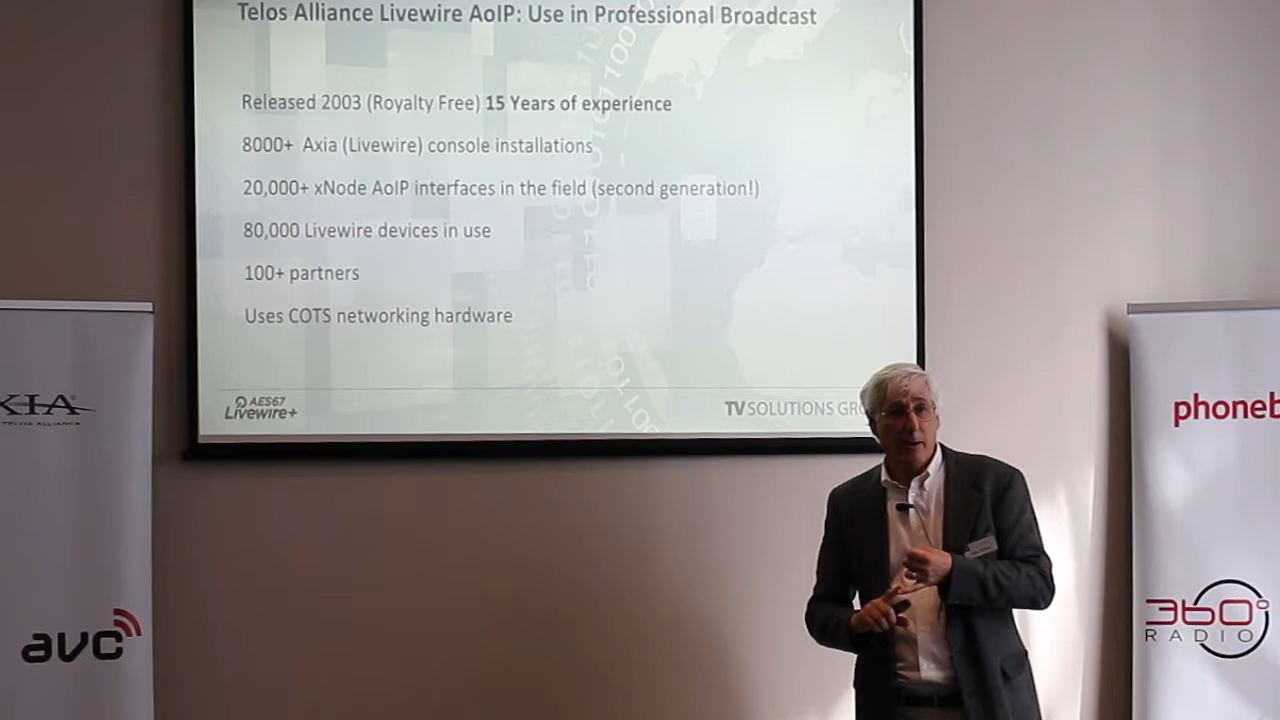 Telos Alliance Livewire AoIP: Use in Professional Broadcast
Released 2003 (Royalty Free) 15 Years of experience
8000+ Axia (Livewire) console installations
20,000+ xNode AoIP interfaces in the field (second generation!)
80,000 Livewire devices in use
100+ partners
Uses COTS networking hardware
AES67
Livewire+
TV SOLUTIONS GRO
XIA
TELOS ALLIANCE
avc
phoneb
360°
RADIO